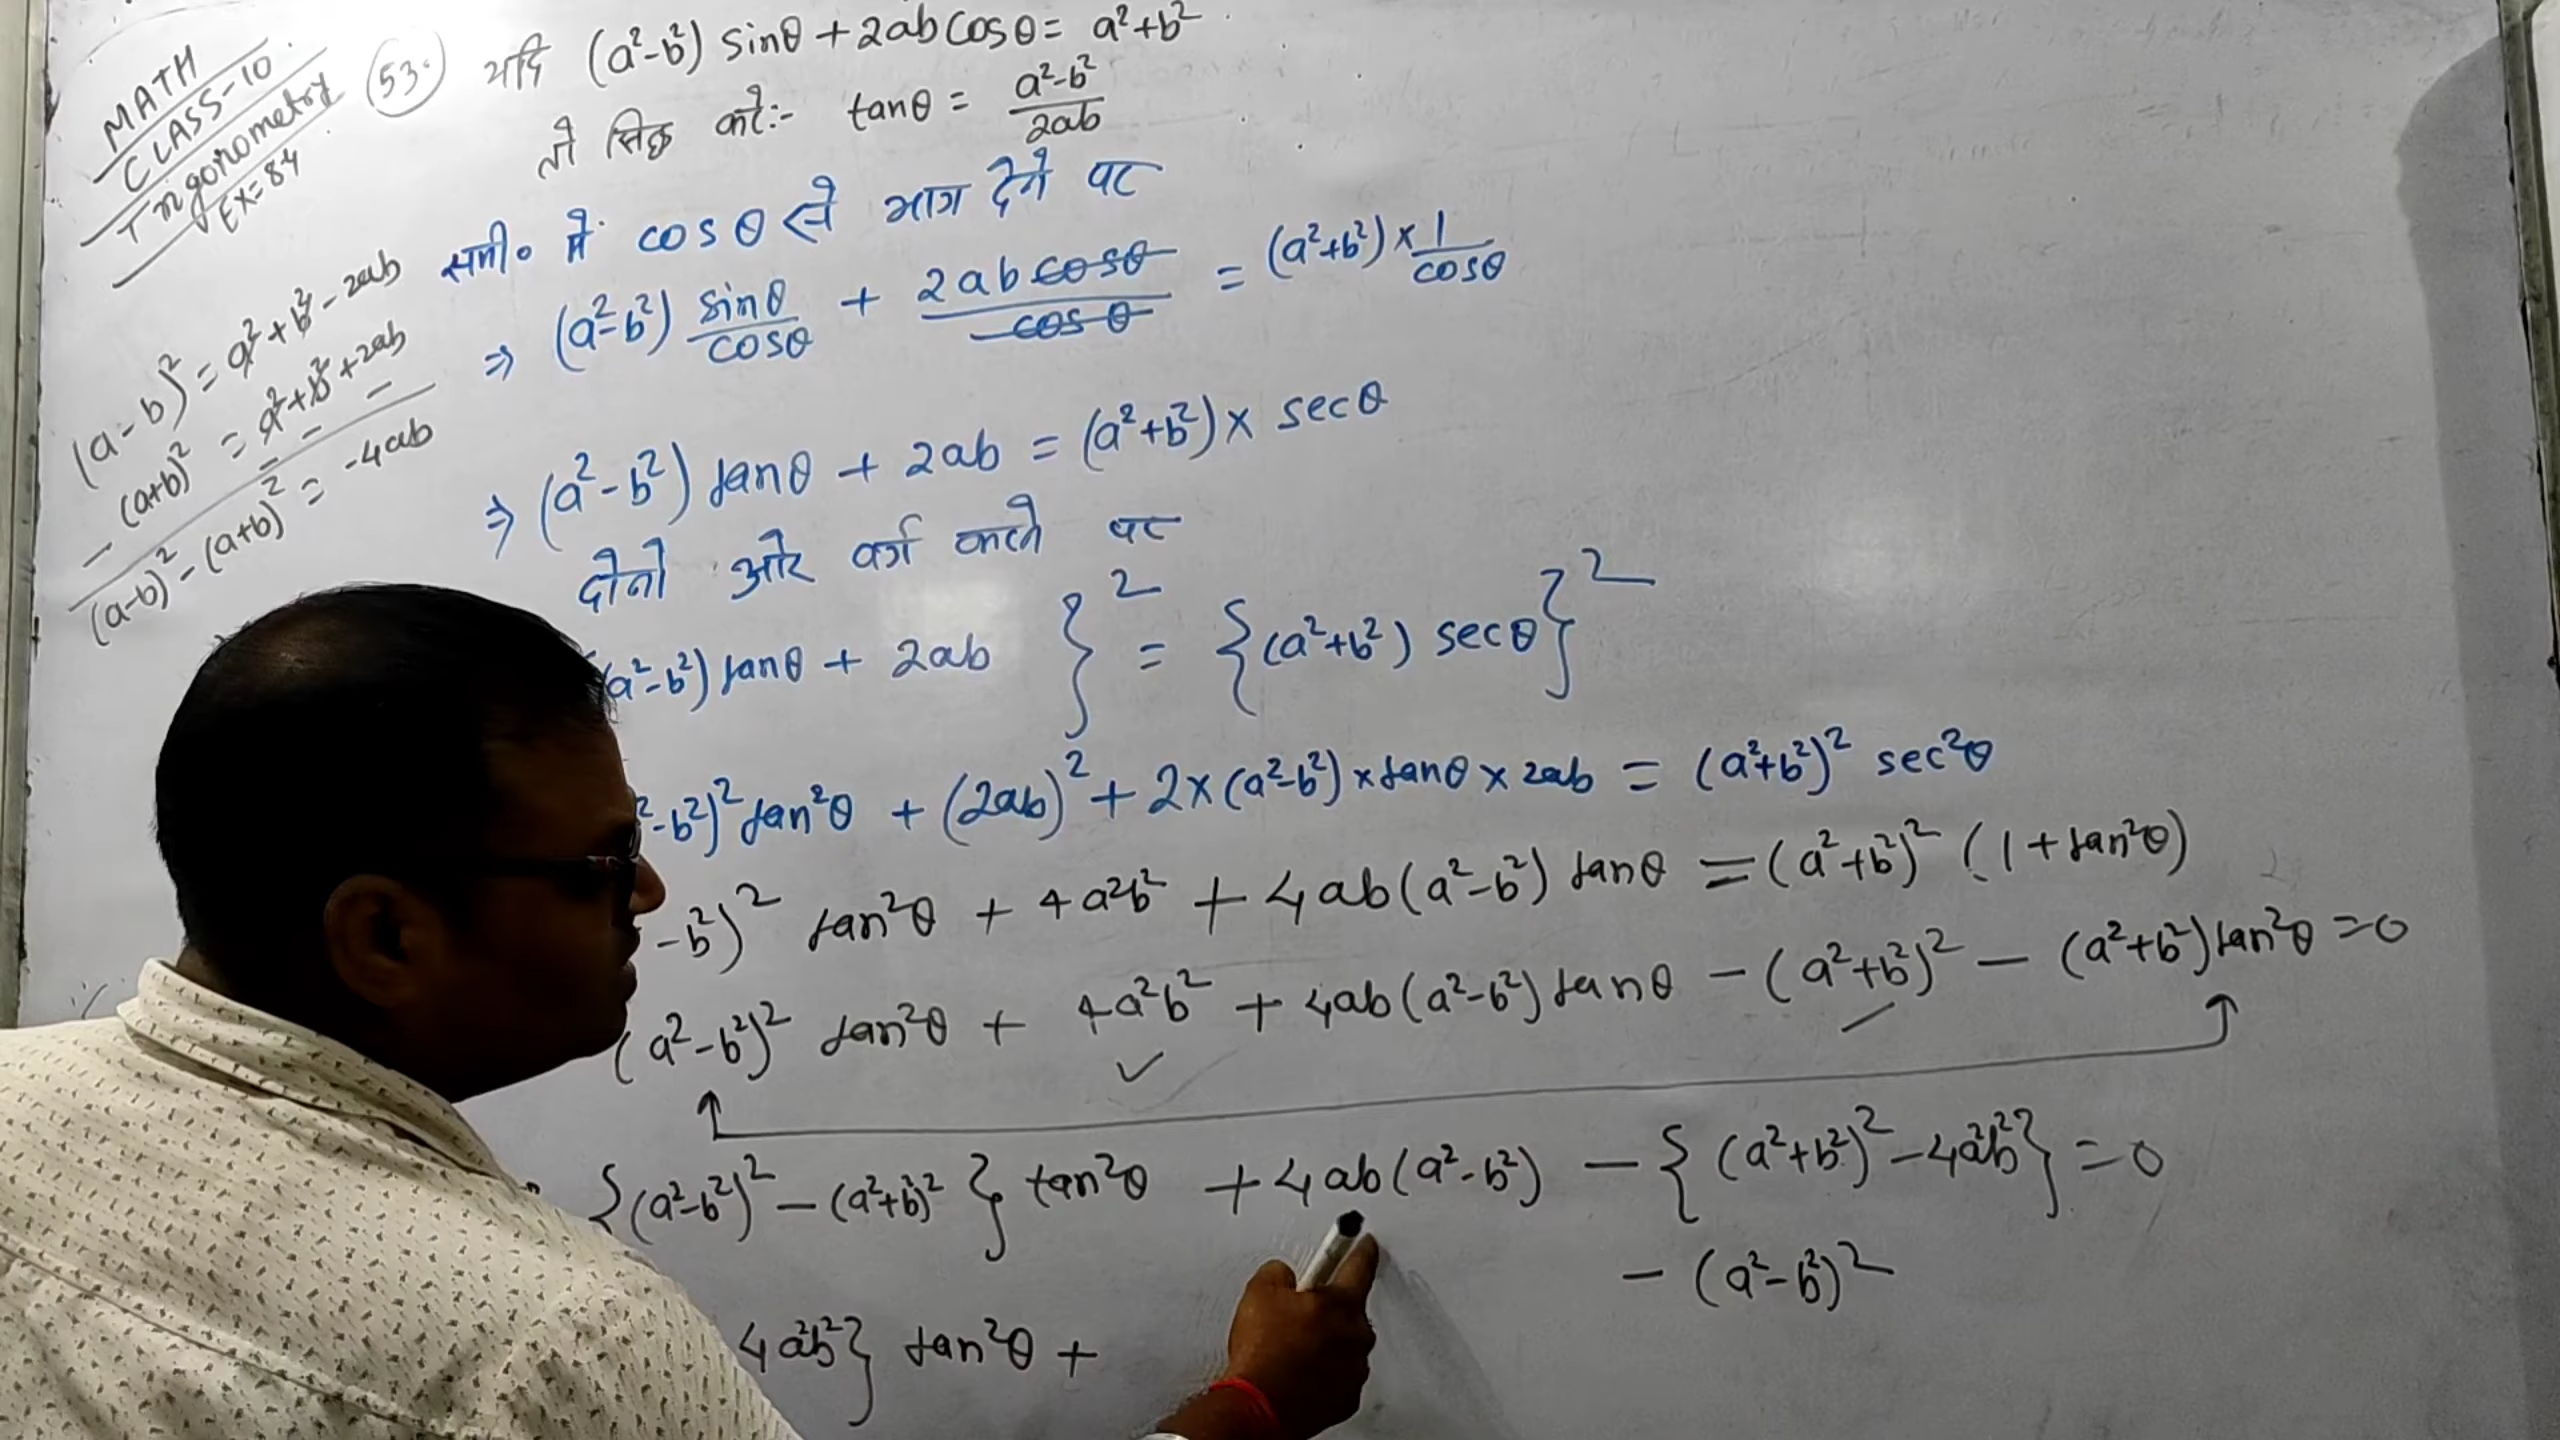 MATH
CLASS-10
Trigonometry
EX=84
53. यदि (a²-b²) sinθ + 2ab cosθ = a²+b²
तो सिद्ध करे:- tanθ = (a²-b²)/2ab
समी० में cosθ से भाग देने पर
⇒ (a²-b²) sinθ/cosθ + 2ab cosθ/cosθ = (a²+b²) × 1/cosθ
⇒ (a²-b²) tanθ + 2ab = (a²+b²) × secθ
दोनो ओर वर्ग करने पर
(a²-b²) tanθ + 2ab }² = {(a²+b²) secθ}²
²-b²)² tan²θ + (2ab)² + 2×(a²-b²)×tanθ×2ab = (a²+b²)² sec²θ
-b²)² tan²θ + 4a²b² + 4ab(a²-b²) tanθ = (a²+b²)² (1+tan²θ)
(a²-b²)² tan²θ + 4a²b² + 4ab(a²-b²) tanθ - (a²+b²)² - (a²+b²) tan²θ = 0
{(a²-b²)² - (a²+b²)²} tan²θ + 4ab(a²-b²) - {(a²+b²)² - 4a²b²} = 0
- (a²-b²)²
4a²b²} tan²θ +
(a-b)² = a²+b²-2ab
(a+b)² = a²+b²+2ab
- - - -
(a-b)² - (a+b)² = -4ab